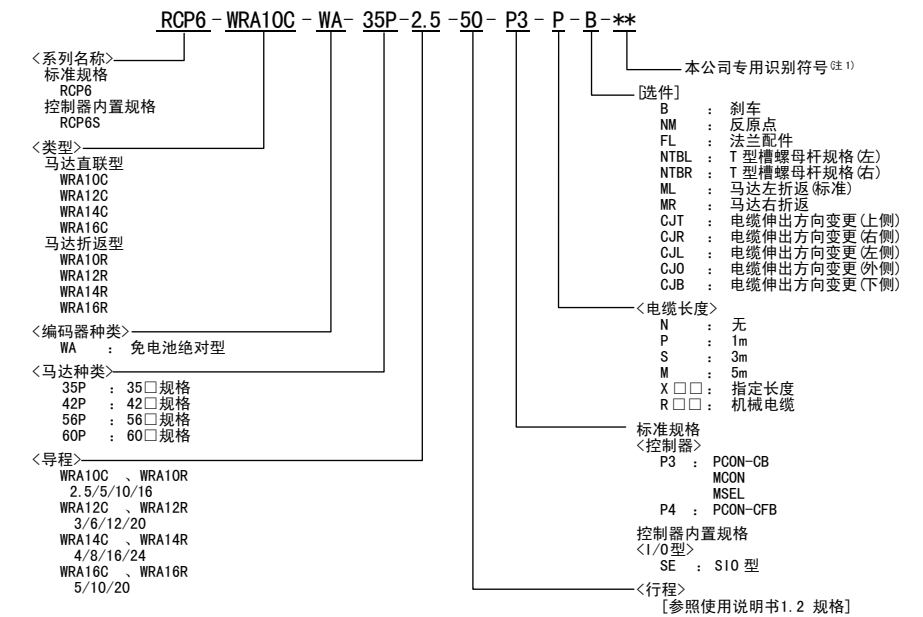 RCP6 - WRA10C - WA - 35P - 2.5 - 50 - P3 - P - B - **
<系列名称>
标准规格
RCP6
控制器内置规格
RCP6S
<类型>
马达直联型
WRA10C
WRA12C
WRA14C
WRA16C
马达折返型
WRA10R
WRA12R
WRA14R
WRA16R
<编码器种类>
WA : 免电池绝对型
<马达种类>
35P : 35□规格
42P : 42□规格
56P : 56□规格
60P : 60□规格
<导程>
WRA10C 、WRA10R
2.5/5/10/16
WRA12C 、WRA12R
3/6/12/20
WRA14C 、WRA14R
4/8/16/24
WRA16C 、WRA16R
5/10/20
本公司专用识别符号(注1)
[选件]
B : 刹车
NM : 反原点
FL : 法兰配件
NTBL : T 型槽螺母杆规格(左)
NTBR : T 型槽螺母杆规格(右)
ML : 马达左折返(标准)
MR : 马达右折返
CJT : 电缆伸出方向变更(上侧)
CJR : 电缆伸出方向变更(右侧)
CJL : 电缆伸出方向变更(左侧)
CJO : 电缆伸出方向变更(外侧)
CJB : 电缆伸出方向变更(下侧)
<电缆长度>
N : 无
P : 1m
S : 3m
M : 5m
X□□ : 指定长度
R□□ : 机械电缆
标准规格
<控制器>
P3 : PCON-CB
MCON
MSEL
P4 : PCON-CFB
控制器内置规格
<I/O型>
SE : SIO 型
<行程>
[参照使用说明书1.2 规格]